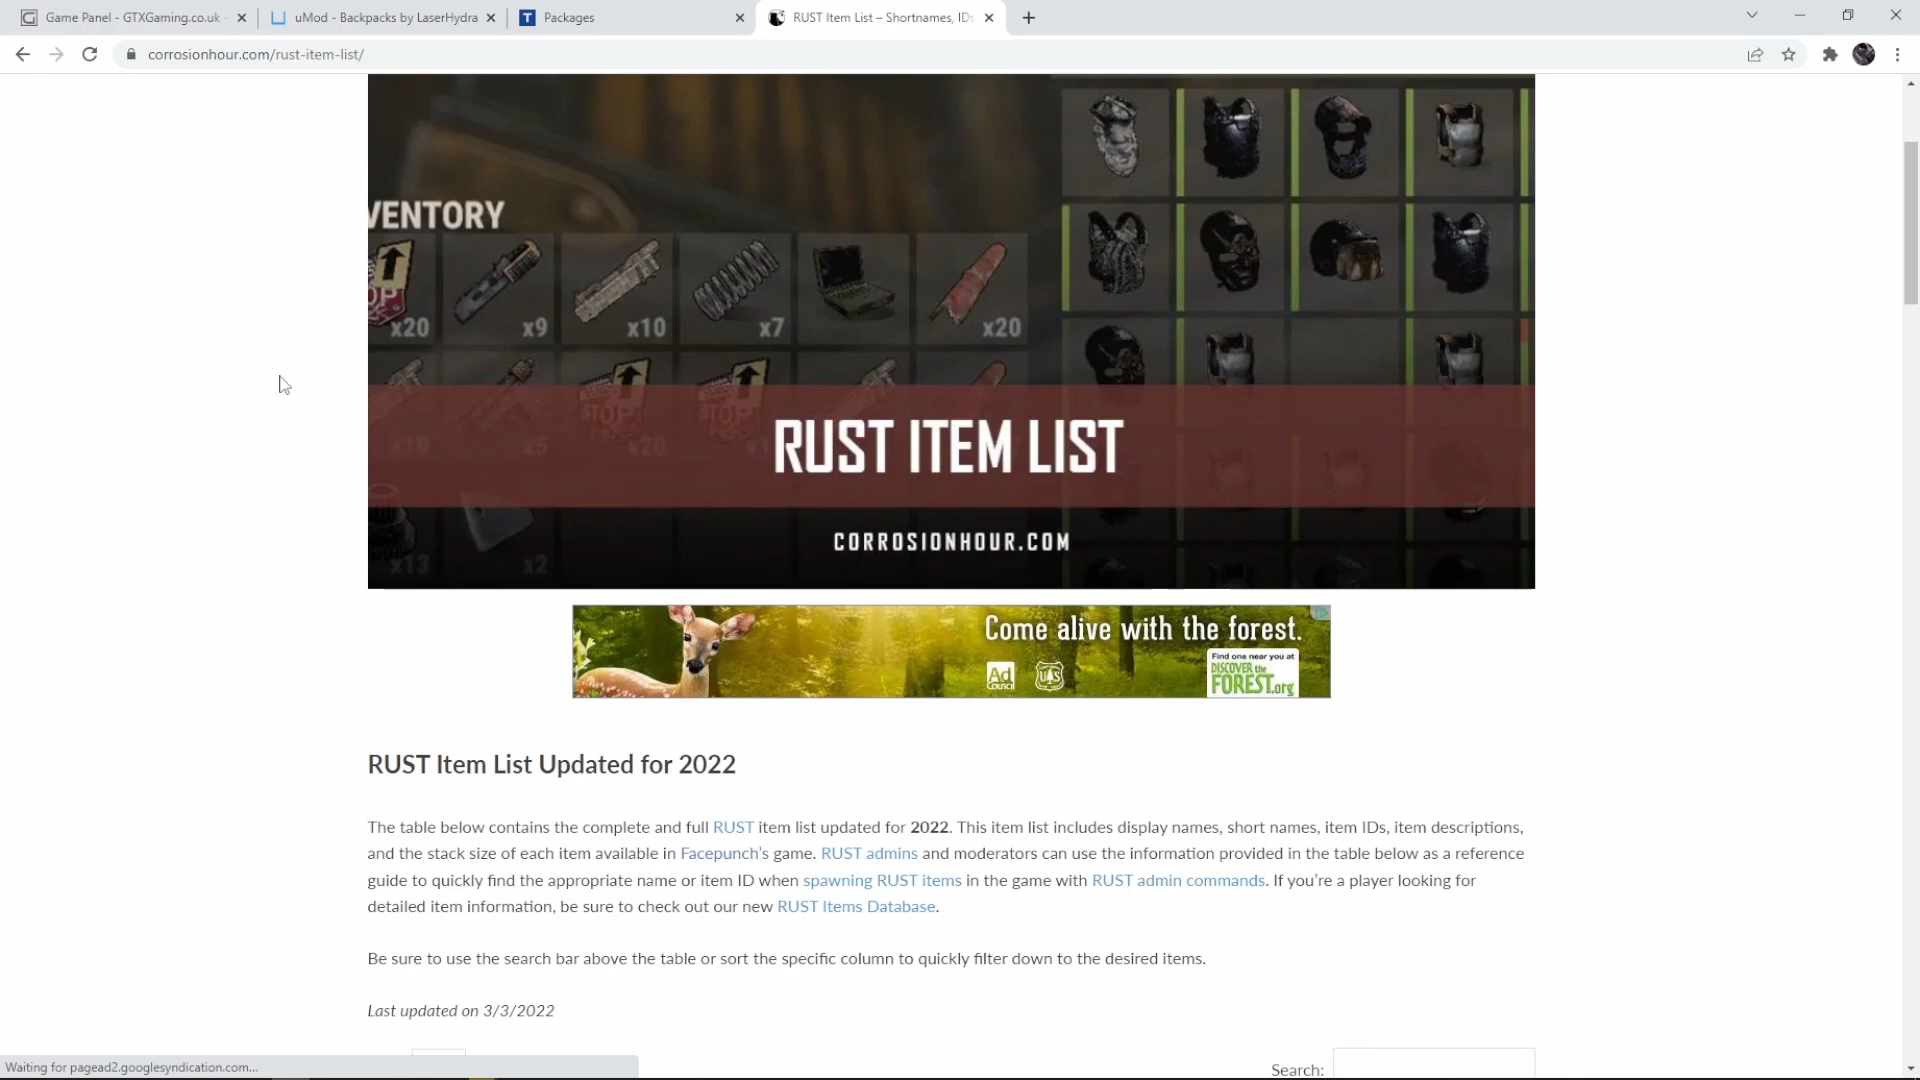 Game Panel - GTXGaming.co.uk
uMod - Backpacks by LaserHydra
Packages
RUST Item List – Shortnames, IDs
corrosionhour.com/rust-item-list/
VENTORY
x20
x9
x10
x7
x20
STOP
STOP
x20
RUST ITEM LIST
x13
x2
CORROSIONHOUR.COM
Come alive with the forest.
Ad
COUNCIL
US
Find one near you at
DISCOVER the
FOREST.org
RUST Item List Updated for 2022
The table below contains the complete and full RUST item list updated for 2022. This item list includes display names, short names, item IDs, item descriptions,
and the stack size of each item available in Facepunch’s game. RUST admins and moderators can use the information provided in the table below as a reference
guide to quickly find the appropriate name or item ID when spawning RUST items in the game with RUST admin commands. If you’re a player looking for
detailed item information, be sure to check out our new RUST Items Database.
Be sure to use the search bar above the table or sort the specific column to quickly filter down to the desired items.
Last updated on 3/3/2022
Search:
Waiting for pagead2.googlesyndication.com...